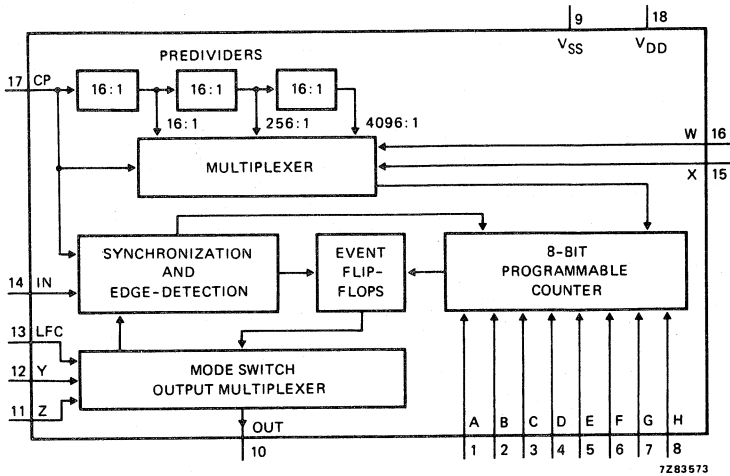 9 18
VSS VDD
PREDIVIDERS
17 CP
16:1 16:1 16:1
16:1 256:1 4096:1
W 16
MULTIPLEXER
X 15
SYNCHRONIZATION
AND
EDGE-DETECTION
EVENT
FLIP-
FLOPS
8-BIT
PROGRAMMABLE
COUNTER
14 IN
13 LFC
12 Y
11 Z
MODE SWITCH
OUTPUT MULTIPLEXER
OUT
10
A B C D E F G H
1 2 3 4 5 6 7 8
7Z83573